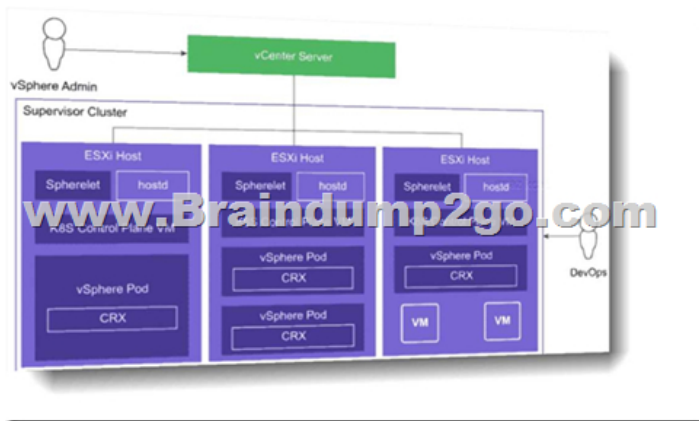 vCenter Server
vSphere Admin
Supervisor Cluster
ESXi Host
Spherelet hostd
K8S Control Plane VM
vSphere Pod
CRX
ESXi Host
Spherelet hostd
vSphere Pod
CRX
vSphere Pod
CRX
ESXi Host
Spherelet hostd
vSphere Pod
CRX
VM VM
DevOps
www.Braindump2go.com